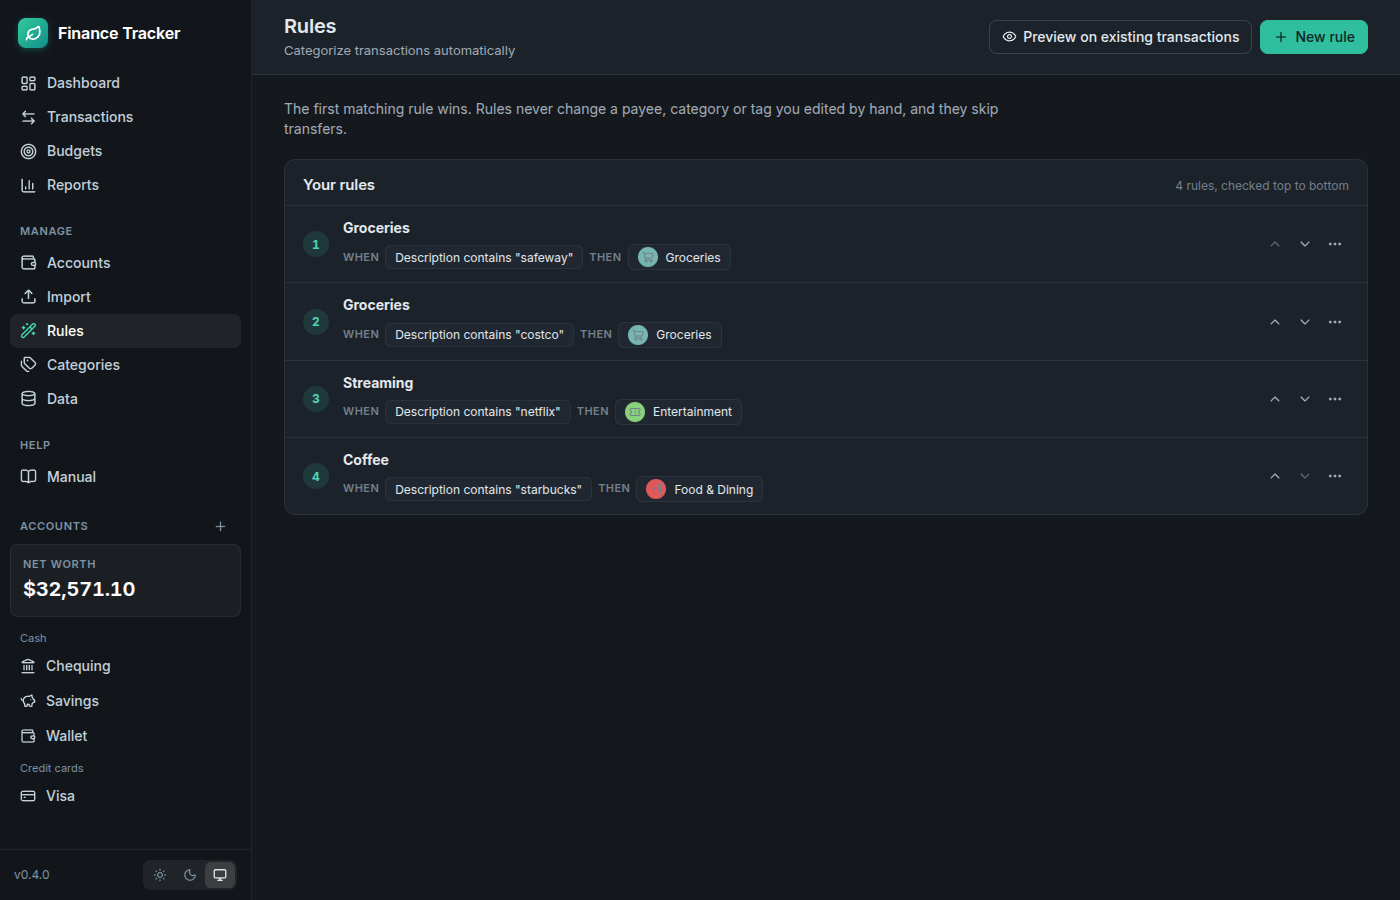 Finance Tracker
Dashboard
Transactions
Budgets
Reports
MANAGE
Accounts
Import
Rules
Categories
Data
HELP
Manual
ACCOUNTS
NET WORTH
$32,571.10
Cash
Chequing
Savings
Wallet
Credit cards
Visa
v0.4.0
Rules
Categorize transactions automatically
Preview on existing transactions
New rule
The first matching rule wins. Rules never change a payee, category or tag you edited by hand, and they skip
transfers.
Your rules
4 rules, checked top to bottom
1
Groceries
WHEN Description contains "safeway" THEN Groceries
2
Groceries
WHEN Description contains "costco" THEN Groceries
3
Streaming
WHEN Description contains "netflix" THEN Entertainment
4
Coffee
WHEN Description contains "starbucks" THEN Food & Dining